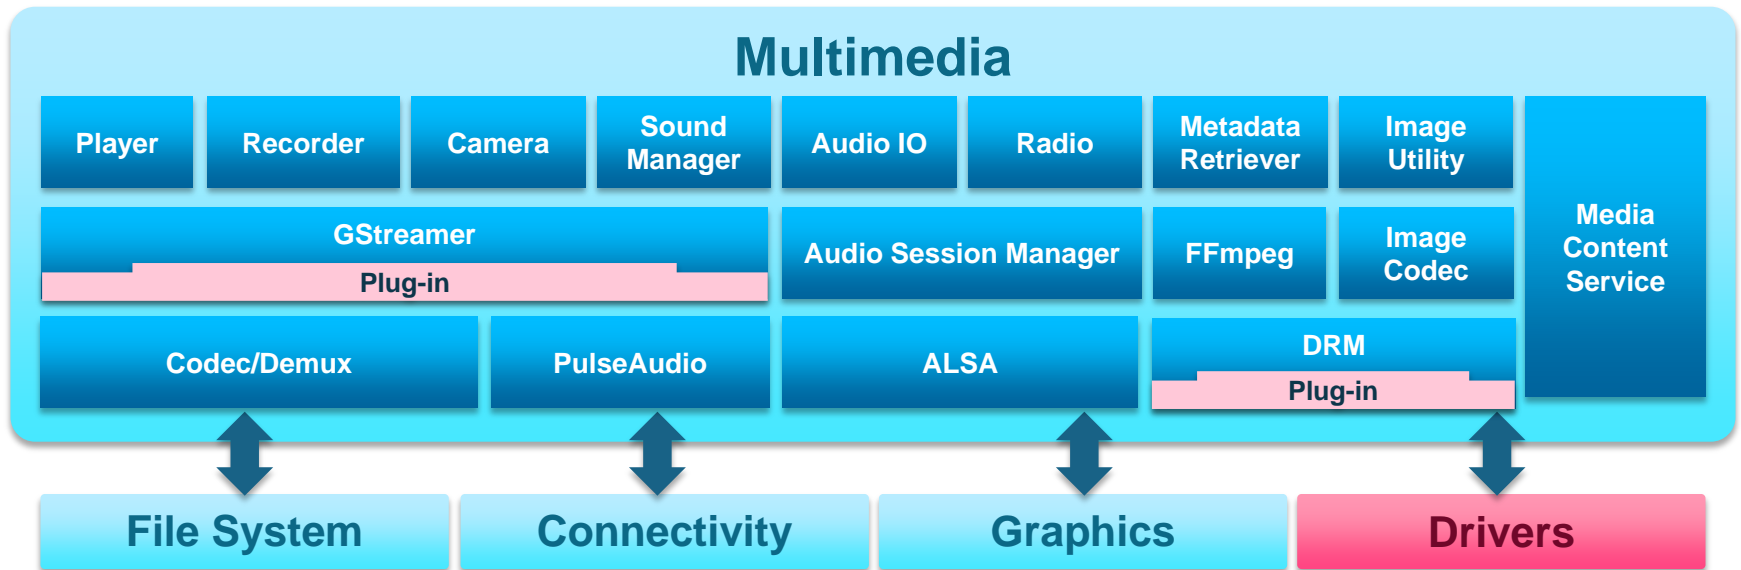 Multimedia
Player
Recorder
Camera
Sound
Manager
Audio IO
Radio
Metadata
Retriever
Image
Utility
Media
Content
Service
GStreamer
Plug-in
Audio Session Manager
FFmpeg
Image
Codec
Codec/Demux
PulseAudio
ALSA
DRM
Plug-in
File System
Connectivity
Graphics
Drivers